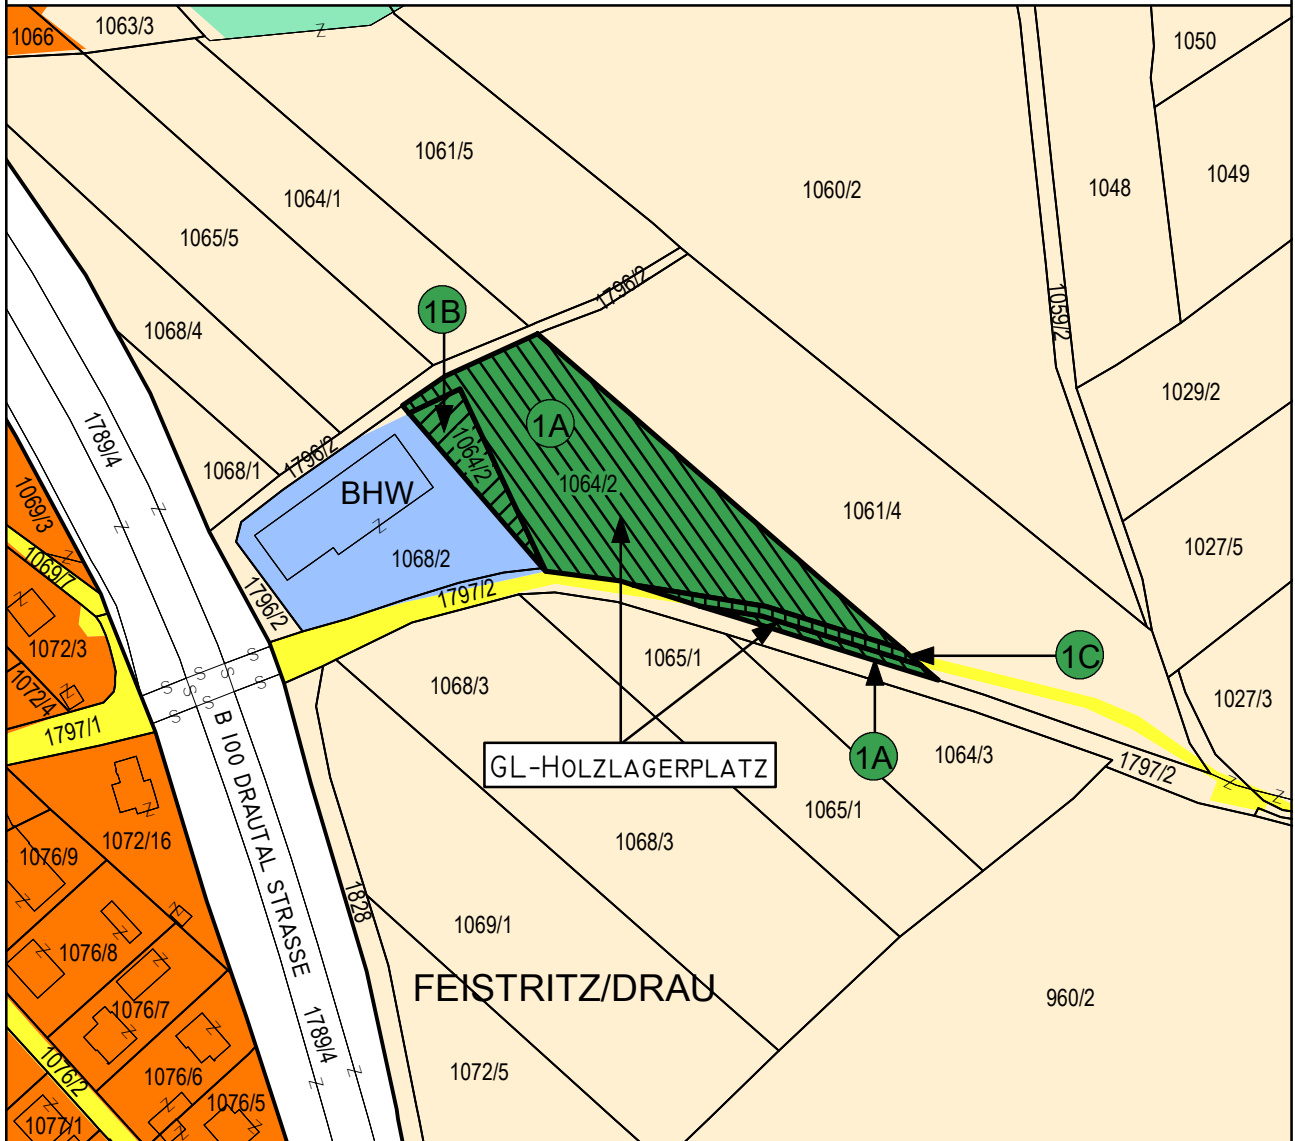 1066
1063/3
Z
1050
1061/5
1064/1
1060/2
1048
1049
1065/5
1796/2
1059/2
1B
1068/4
1029/2
1789/4
1A
1068/1
1796/2
1064/2
1064/2
BHW
Z
1061/4
1069/3
Z
Z
1027/5
1068/2
Z
1069/7
1797/2
1796/2
Z
1072/3
1065/1
1C
S S S S S S S
1068/3
1027/3
1072/4
Z
1797/1
GL-HOLZLAGERPLATZ
1A
1064/3
1797/2
Z
Z
B 100 DRAUTAL STRASSE
Z
1065/1
1072/16
1068/3
1076/9
Z
1828
Z
1069/1
1076/8
Z
Z
Z
FEISTRITZ/DRAU
960/2
1076/7
Z
Z
1789/4
1076/2
1076/6
1072/5
Z
Z
1076/5
Z
Z
Z
1077/1